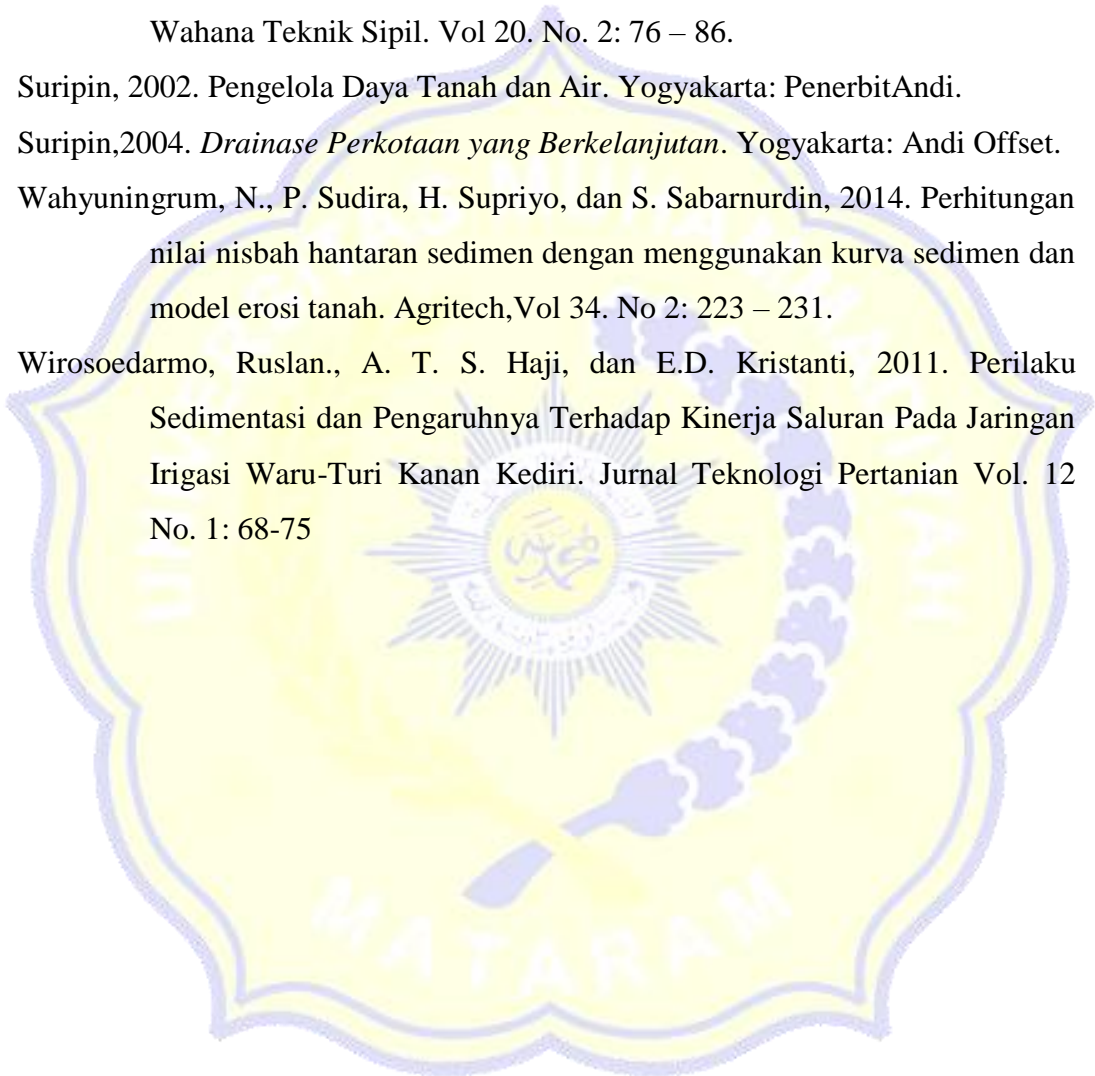 Wahana Teknik Sipil. Vol 20. No. 2: 76 – 86.
Suripin, 2002. Pengelola Daya Tanah dan Air. Yogyakarta: PenerbitAndi.
Suripin,2004. Drainase Perkotaan yang Berkelanjutan. Yogyakarta: Andi Offset.
Wahyuningrum, N., P. Sudira, H. Supriyo, dan S. Sabarnurdin, 2014. Perhitungan
nilai nisbah hantaran sedimen dengan menggunakan kurva sedimen dan
model erosi tanah. Agritech,Vol 34. No 2: 223 – 231.
Wirosoedarmo, Ruslan., A. T. S. Haji, dan E.D. Kristanti, 2011. Perilaku
Sedimentasi dan Pengaruhnya Terhadap Kinerja Saluran Pada Jaringan
Irigasi Waru-Turi Kanan Kediri. Jurnal Teknologi Pertanian Vol. 12
No. 1: 68-75
UNIVERSITAS MUHAMMADIYAH
MATARAM